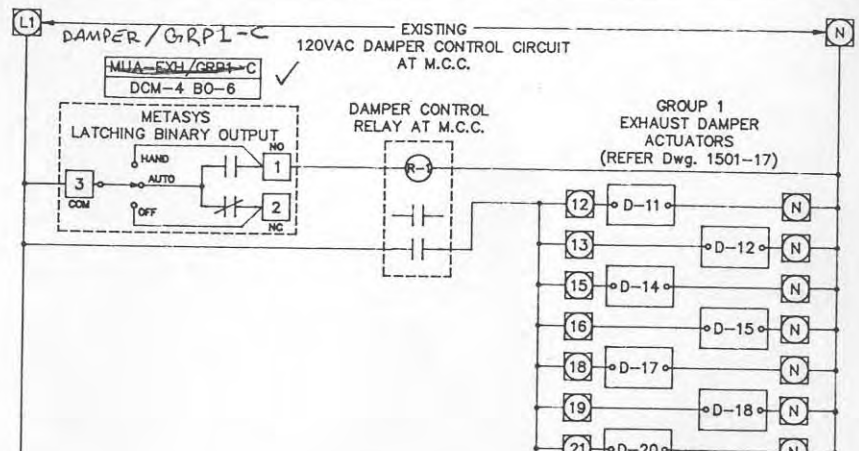 L1
EXISTING
N
DAMPER/GRP1-C
120VAC DAMPER CONTROL CIRCUIT
AT M.C.C.
MUA-EXH/GRP1-C
DCM-4 BO-6
METASYS
LATCHING BINARY OUTPUT
DAMPER CONTROL
RELAY AT M.C.C.
GROUP 1
EXHAUST DAMPER
ACTUATORS
(REFER Dwg. 1501-17)
HAND
NO
1
R-1
3
AUTO
COM
OFF
2
NC
12 D-11 N
13 D-12 N
15 D-14 N
16 D-15 N
18 D-17 N
19 D-18 N
21 D-20 N